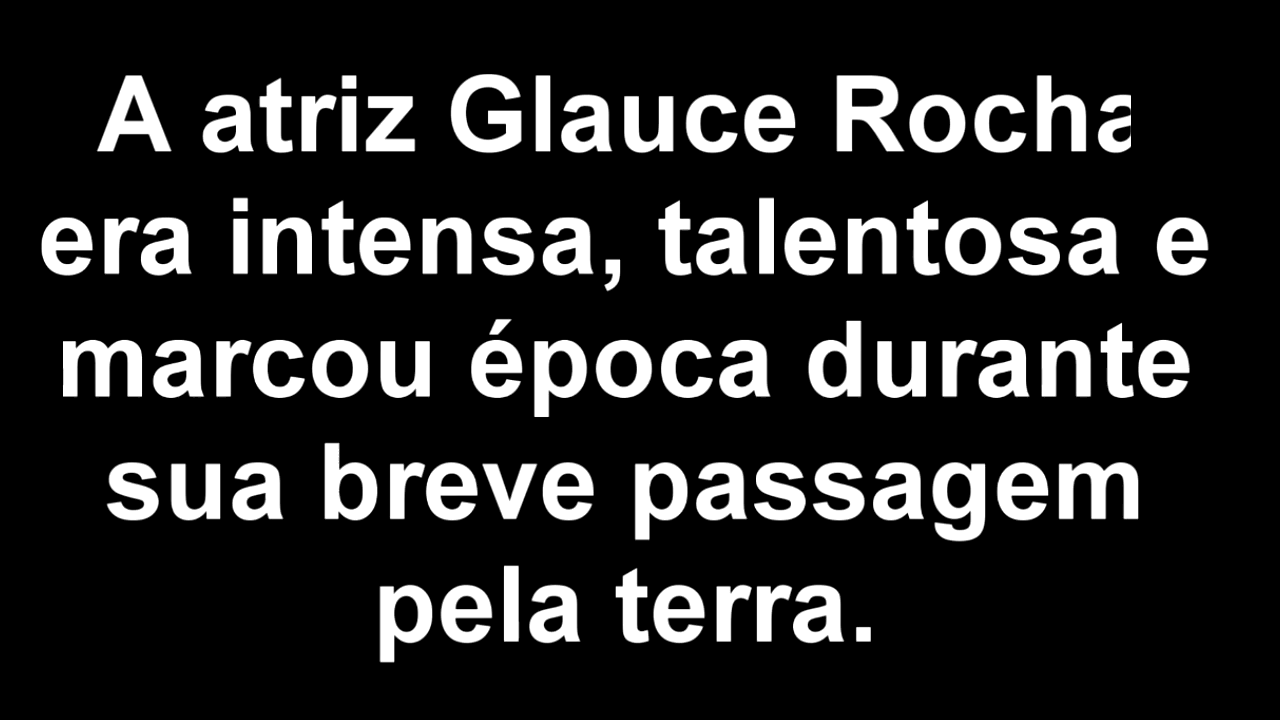 A atriz Glauce Rocha
era intensa, talentosa e
marcou época durante
sua breve passagem
pela terra.